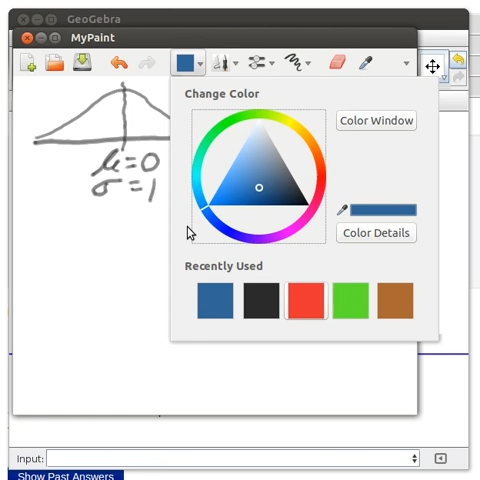 GeoGebra
MyPaint
Change Color
Color Window
μ=0
σ=1
Color Details
Recently Used
Input:
Show Past Answers